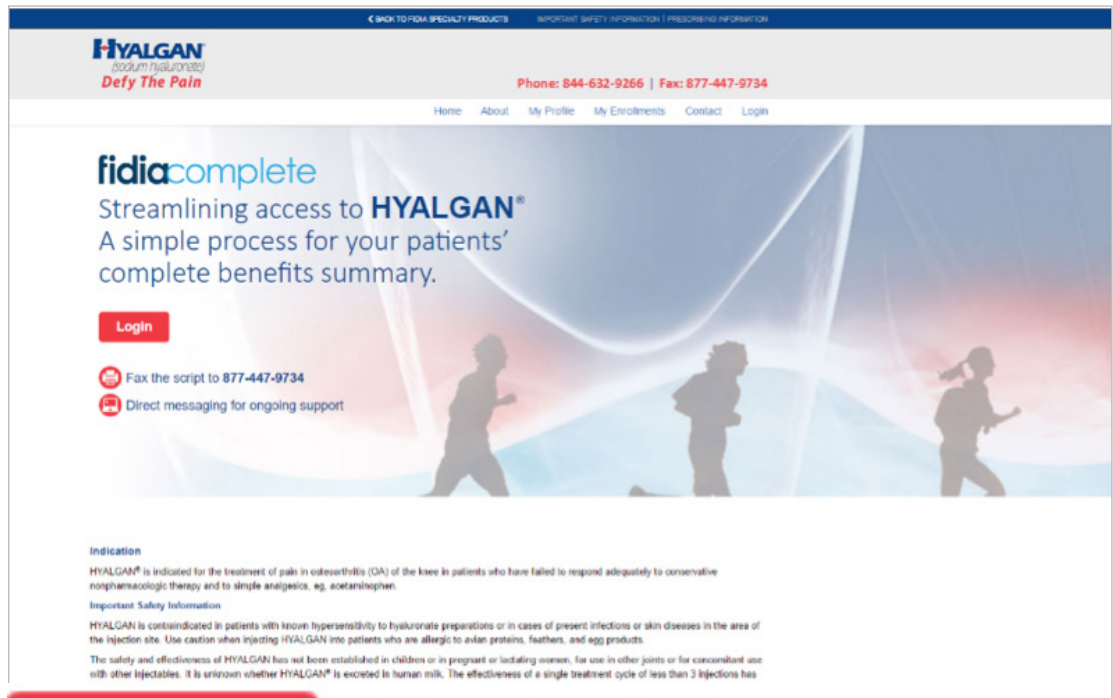 BACK TO FIDIA SPECIALTY PRODUCTS IMPORTANT SAFETY INFORMATION | PRESCRIBING INFORMATION
HYALGAN®
(sodium hyaluronate)
Defy The Pain
Phone: 844-632-9266 | Fax: 877-447-9734
Home About My Profile My Enrollments Contact Login
fidiacomplete
Streamlining access to HYALGAN®
A simple process for your patients’
complete benefits summary.
Login
Fax the script to 877-447-9734
Direct messaging for ongoing support
Indication
HYALGAN® is indicated for the treatment of pain in osteoarthritis (OA) of the knee in patients who have failed to respond adequately to conservative
nonpharmacologic therapy and to simple analgesics, eg, acetaminophen.
Important Safety Information
HYALGAN is contraindicated in patients with known hypersensitivity to hyaluronate preparations or in cases of present infections or skin diseases in the area of
the injection site. Use caution when injecting HYALGAN into patients who are allergic to avian proteins, feathers, and egg products.
The safety and effectiveness of HYALGAN has not been established in children or in pregnant or lactating women, for use in other joints or for concomitant use
with other injectables. It is unknown whether HYALGAN® is excreted in human milk. The effectiveness of a single treatment cycle of less than 3 injections has